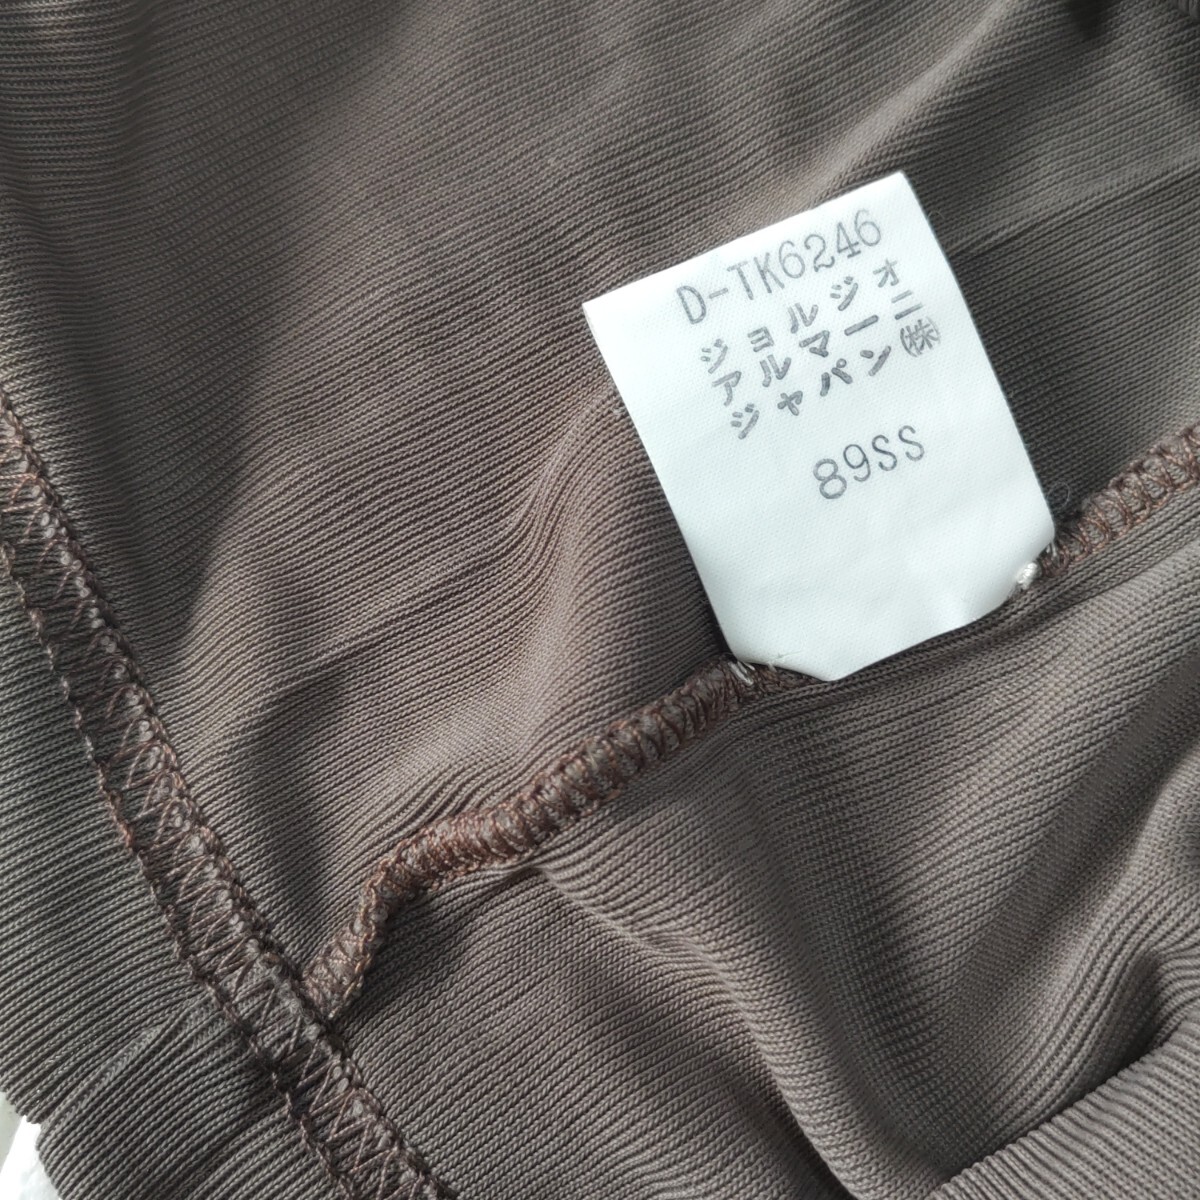 D-TK6246
ジョルジオ
アルマーニ
ジャパン㈱
89SS